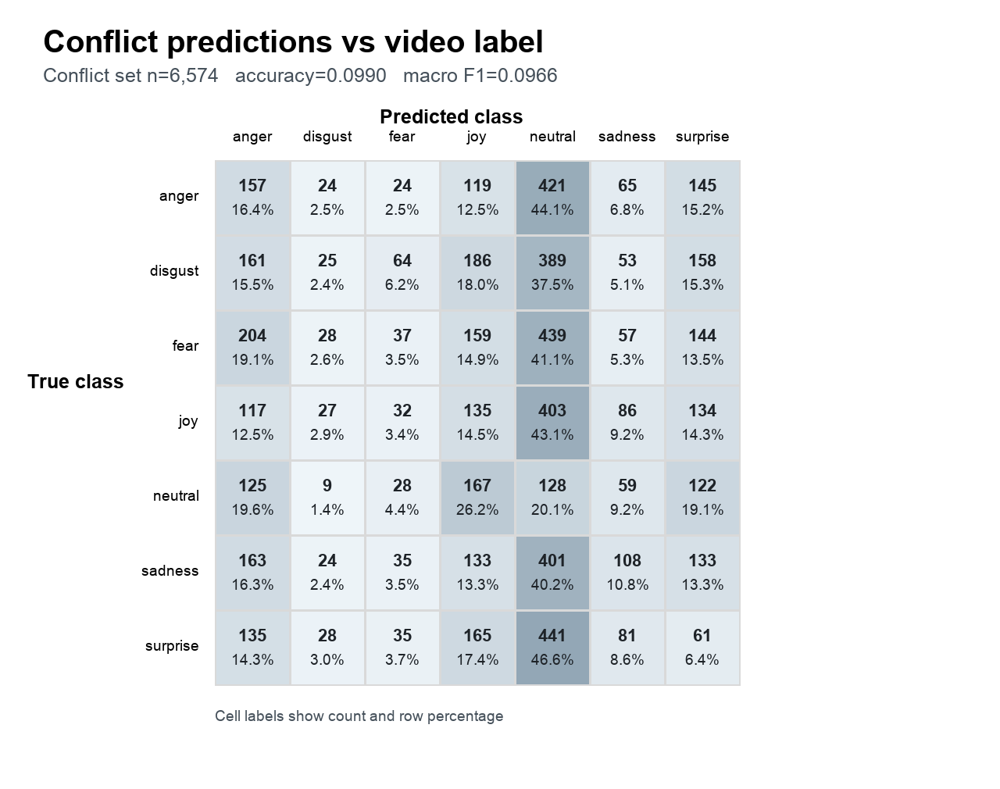 Conflict predictions vs video label
Conflict set n=6,574   accuracy=0.0990   macro F1=0.0966
Predicted class
anger disgust fear joy neutral sadness surprise
anger 157 24 24 119 421 65 145
16.4% 2.5% 2.5% 12.5% 44.1% 6.8% 15.2%
disgust 161 25 64 186 389 53 158
15.5% 2.4% 6.2% 18.0% 37.5% 5.1% 15.3%
fear 204 28 37 159 439 57 144
19.1% 2.6% 3.5% 14.9% 41.1% 5.3% 13.5%
True class
joy 117 27 32 135 403 86 134
12.5% 2.9% 3.4% 14.5% 43.1% 9.2% 14.3%
neutral 125 9 28 167 128 59 122
19.6% 1.4% 4.4% 26.2% 20.1% 9.2% 19.1%
sadness 163 24 35 133 401 108 133
16.3% 2.4% 3.5% 13.3% 40.2% 10.8% 13.3%
surprise 135 28 35 165 441 81 61
14.3% 3.0% 3.7% 17.4% 46.6% 8.6% 6.4%
Cell labels show count and row percentage